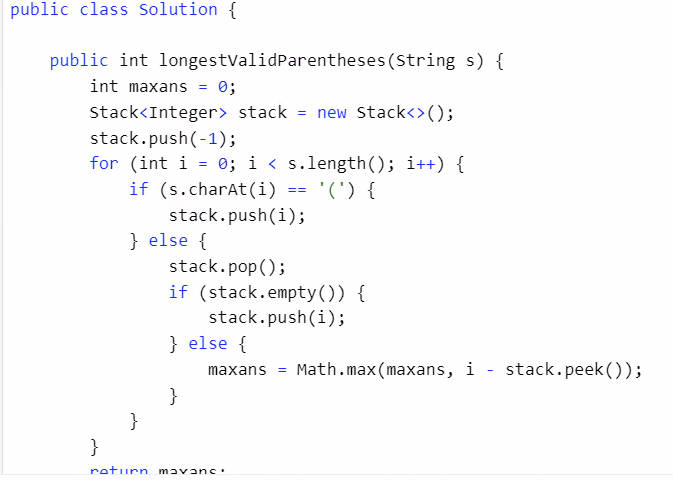 public class Solution {
public int longestValidParentheses(String s) {
int maxans = 0;
Stack<Integer> stack = new Stack<>();
stack.push(-1);
for (int i = 0; i < s.length(); i++) {
if (s.charAt(i) == '(') {
stack.push(i);
} else {
stack.pop();
if (stack.empty()) {
stack.push(i);
} else {
maxans = Math.max(maxans, i - stack.peek());
}
}
}
return maxans;